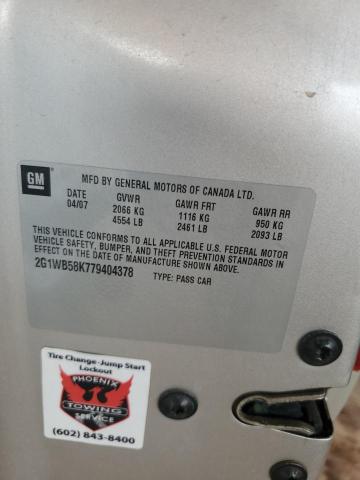 GM
MFD BY GENERAL MOTORS OF CANADA LTD.
DATE GVWR GAWR FRT GAWR RR
04/07 2066 KG 1116 KG 950 KG
4554 LB 2461 LB 2093 LB
THIS VEHICLE CONFORMS TO ALL APPLICABLE U.S. FEDERAL MOTOR
VEHICLE SAFETY, BUMPER, AND THEFT PREVENTION STANDARDS IN
EFFECT ON THE DATE OF MANUFACTURE SHOWN ABOVE.
2G1WB58K779404378 TYPE: PASS CAR
Tire Change-Jump Start
Lockout
PHOENIX
TOWING
SERVICE
(602) 843-8400